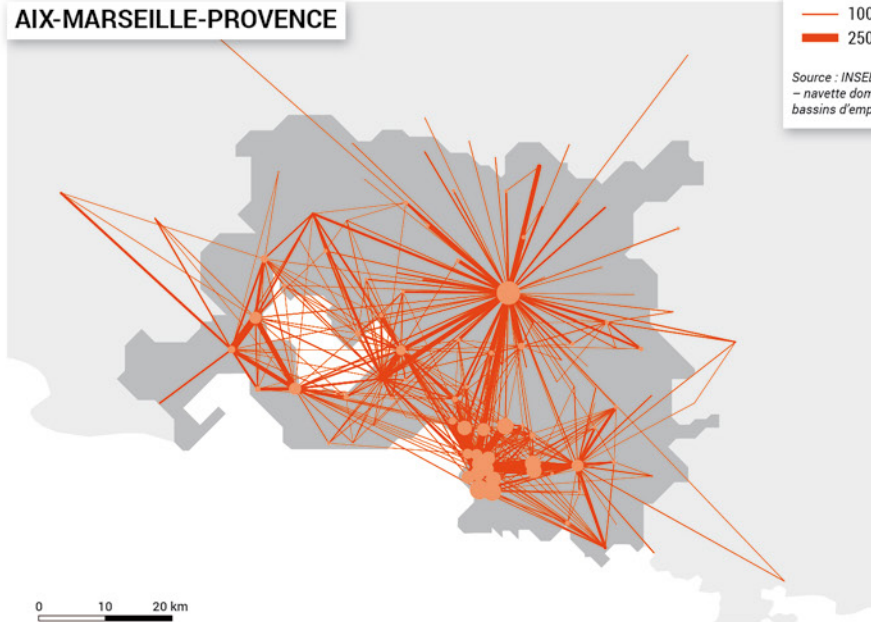 AIX-MARSEILLE-PROVENCE
100
250
Source : INSEE
– navette dom
bassins d'emp
0 10 20 km